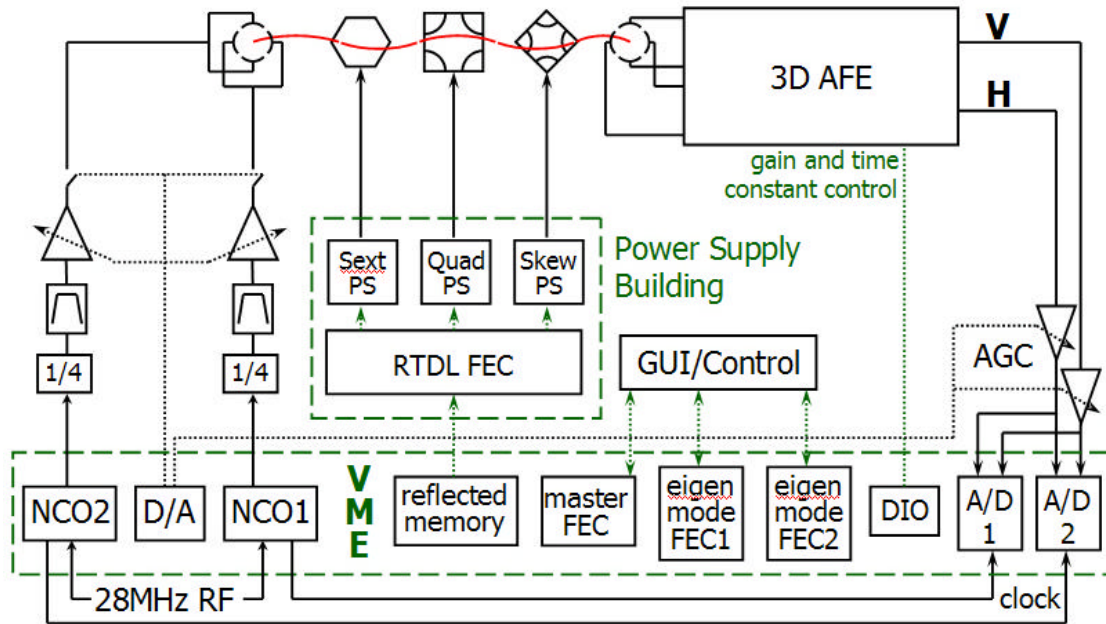 V
H
3D AFE
gain and time
constant control
Power Supply
Building
Sext
PS
Quad
PS
Skew
PS
RTDL FEC
GUI/Control
AGC
1/4
1/4
VME
NCO2
D/A
NCO1
reflected
memory
master
FEC
eigen
mode
FEC1
eigen
mode
FEC2
DIO
A/D
1
A/D
2
28MHz RF
clock